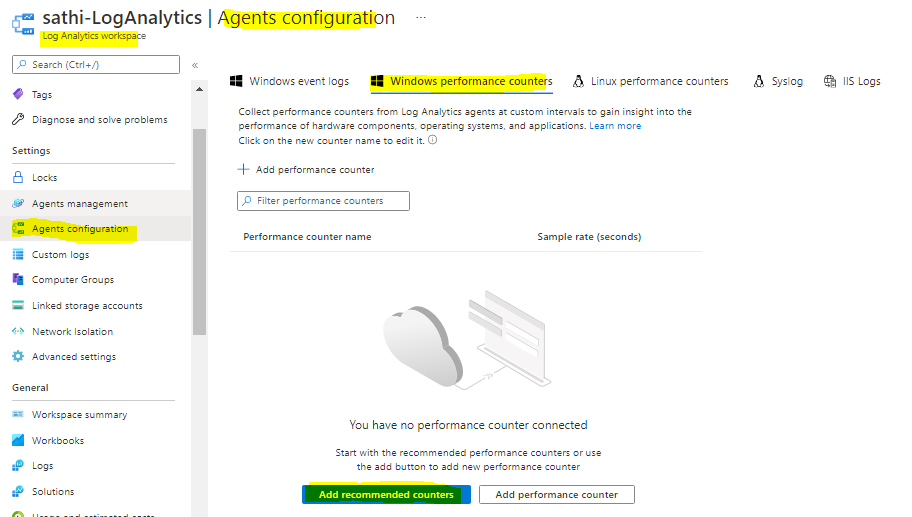 sathi-LogAnalytics | Agents configuration ...
Log Analytics workspace
Search (Ctrl+/)
«
Tags
Diagnose and solve problems
Settings
Locks
Agents management
Agents configuration
Custom logs
Computer Groups
Linked storage accounts
Network Isolation
Advanced settings
General
Workspace summary
Workbooks
Logs
Solutions
Usage and estimated costs
Windows event logs
Windows performance counters
Linux performance counters
Syslog
IIS Logs
Collect performance counters from Log Analytics agents at custom intervals to gain insight into the
performance of hardware components, operating systems, and applications. Learn more
Click on the new counter name to edit it.
Add performance counter
Filter performance counters
Performance counter name
Sample rate (seconds)
You have no performance counter connected
Start with the recommended performance counters or use
the add button to add new performance counter
Add recommended counters
Add performance counter